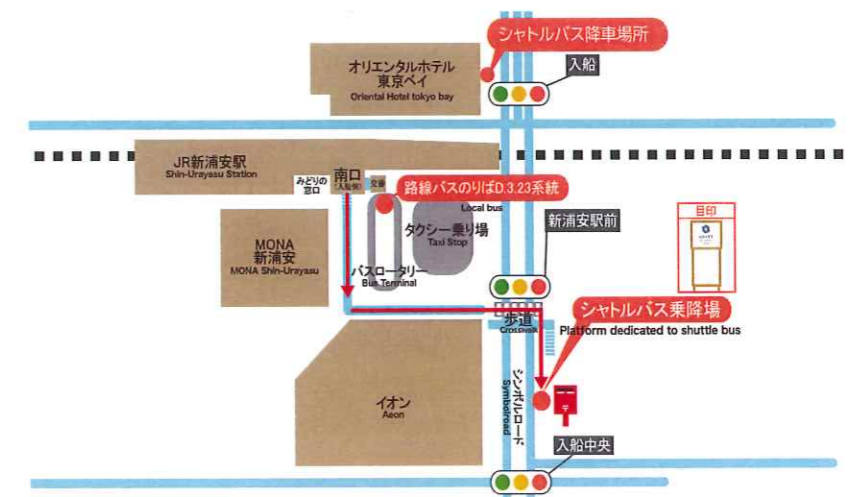 シャトルバス降車場所
入船
オリエンタルホテル
東京ベイ
Oriental Hotel tokyo bay
JR新浦安駅
Shin-Urayasu Station
みどりの
窓口
南口
(入船側)
交番
路線バスのりばD.3.23系統
Local bus
タクシー乗り場
Taxi Stop
新浦安駅前
目印
MONA
新浦安
MONA Shin-Urayasu
バスロータリー
Bun Terminal
シャトルバス乗降場
Platform dedicated to shuttle bus
歩道
Crosswalk
シンボルロード
Symbolroad
イオン
Aeon
入船中央